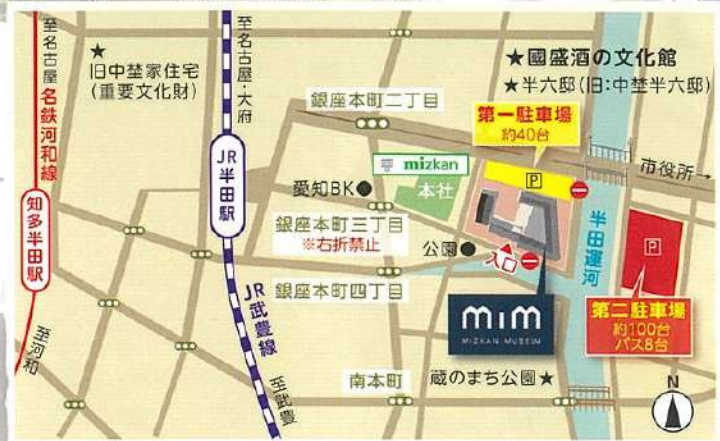 至名古屋
名鉄河和線
知多半田駅
至河和
★
旧中埜家住宅
(重要文化財)
至名古屋・大府
JR半田駅
JR武豊線
至武豊
★國盛酒の文化館
★半六邸(旧:中埜半六邸)
銀座本町二丁目
第一駐車場
約40台
P
市役所→
mizkan
本社
愛知BK●
銀座本町三丁目
※右折禁止
公園●
入口
銀座本町四丁目
半田運河
P
第二駐車場
約100台
バス8台
MIM
MIZKAN MUSEUM
南本町
蔵のまち公園★
N